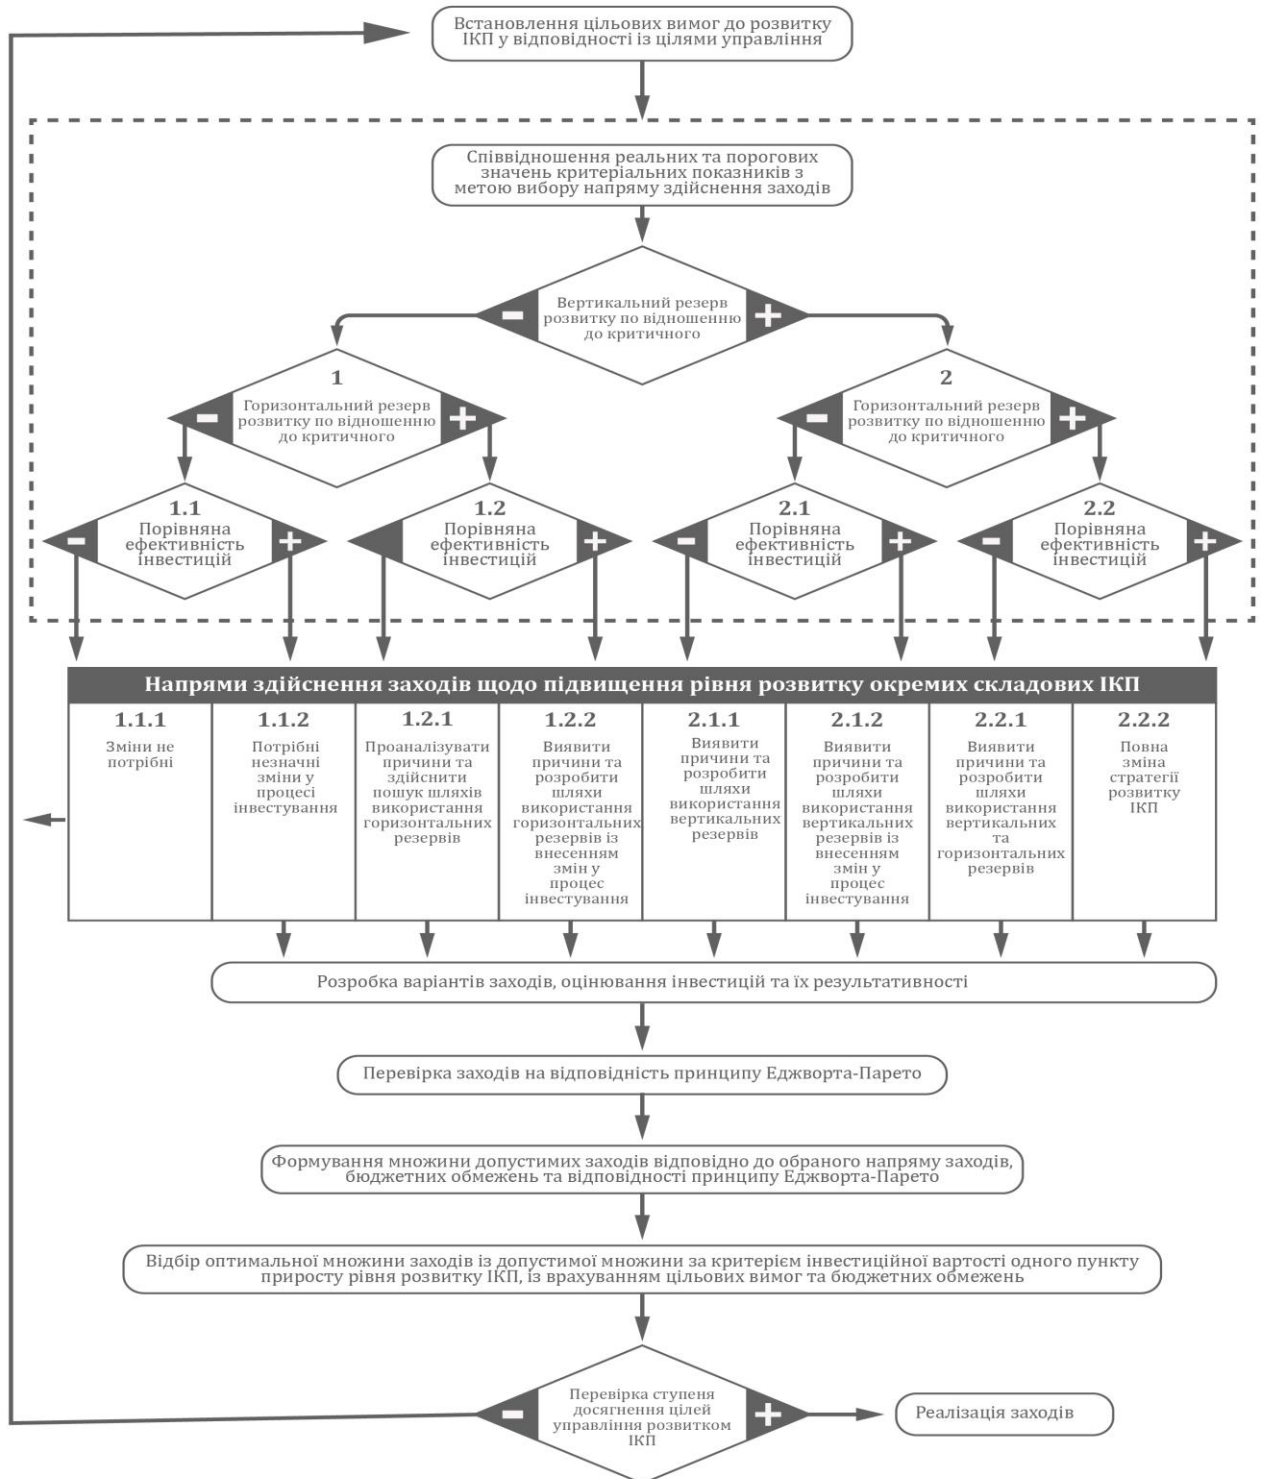 Встановлення цільових вимог до розвитку
ІКП у відповідності із цілями управління
Співвідношення реальних та порогових
значень критеріальних показників з
метою вибору напряму здійснення заходів
Вертикальний резерв
розвитку по відношенню
до критичного
-
+
1
Горизонтальний резерв
розвитку по відношенню
до критичного
-
+
2
Горизонтальний резерв
розвитку по відношенню
до критичного
-
+
1.1
Порівняна
ефективність
інвестицій
-
+
1.2
Порівняна
ефективність
інвестицій
+
2.1
Порівняна
ефективність
інвестицій
-
+
2.2
Порівняна
ефективність
інвестицій
-
+
Напрями здійснення заходів щодо підвищення рівня розвитку окремих складових ІКП
1.1.1
Зміни не
потрібні
1.1.2
Потрібні
незначні
зміни у
процесі
інвестування
1.2.1
Проаналізувати
причини та
здійснити
пошук шляхів
використання
горизонтальних
резервів
1.2.2
Виявити
причини та
розробити
шляхи
використання
горизонтальних
резервів із
внесенням
змін у
процес
інвестування
2.1.1
Виявити
причини та
розробити
шляхи
використання
вертикальних
резервів
2.1.2
Виявити
причини та
розробити
шляхи
використання
вертикальних
резервів із
внесенням
змін у
процес
інвестування
2.2.1
Виявити
причини та
розробити
шляхи
використання
вертикальних
та
горизонтальних
резервів
2.2.2
Повна
зміна
стратегії
розвитку
ІКП
Розробка варіантів заходів, оцінювання інвестицій та їх результативності
Перевірка заходів на відповідність принципу Еджворта-Парето
Формування множини допустимих заходів відповідно до обраного напряму заходів,
бюджетних обмежень та відповідності принципу Еджворта-Парето
Відбір оптимальної множини заходів із допустимої множини за критерієм інвестиційної вартості одного пункту
приросту рівня розвитку ІКП, із врахуванням цільових вимог та бюджетних обмежень
Перевірка ступеня
досягнення цілей
управління розвитком
ІКП
-
+
Реалізація заходів